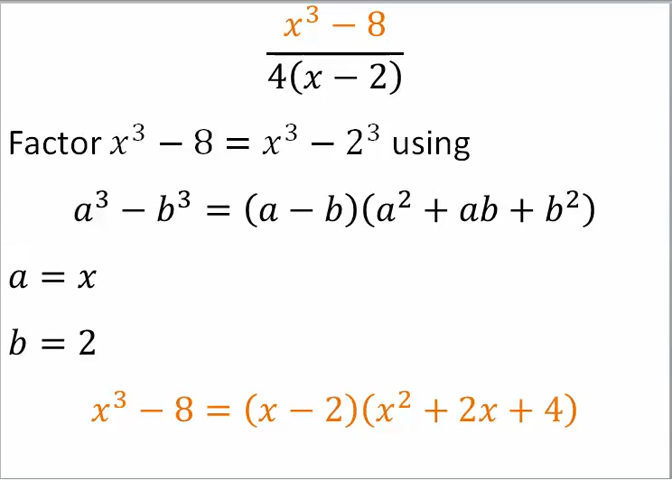 x³ − 8
4(x − 2)
Factor x³ − 8 = x³ − 2³ using
a³ − b³ = (a − b)(a² + ab + b²)
a = x
b = 2
x³ − 8 = (x − 2)(x² + 2x + 4)